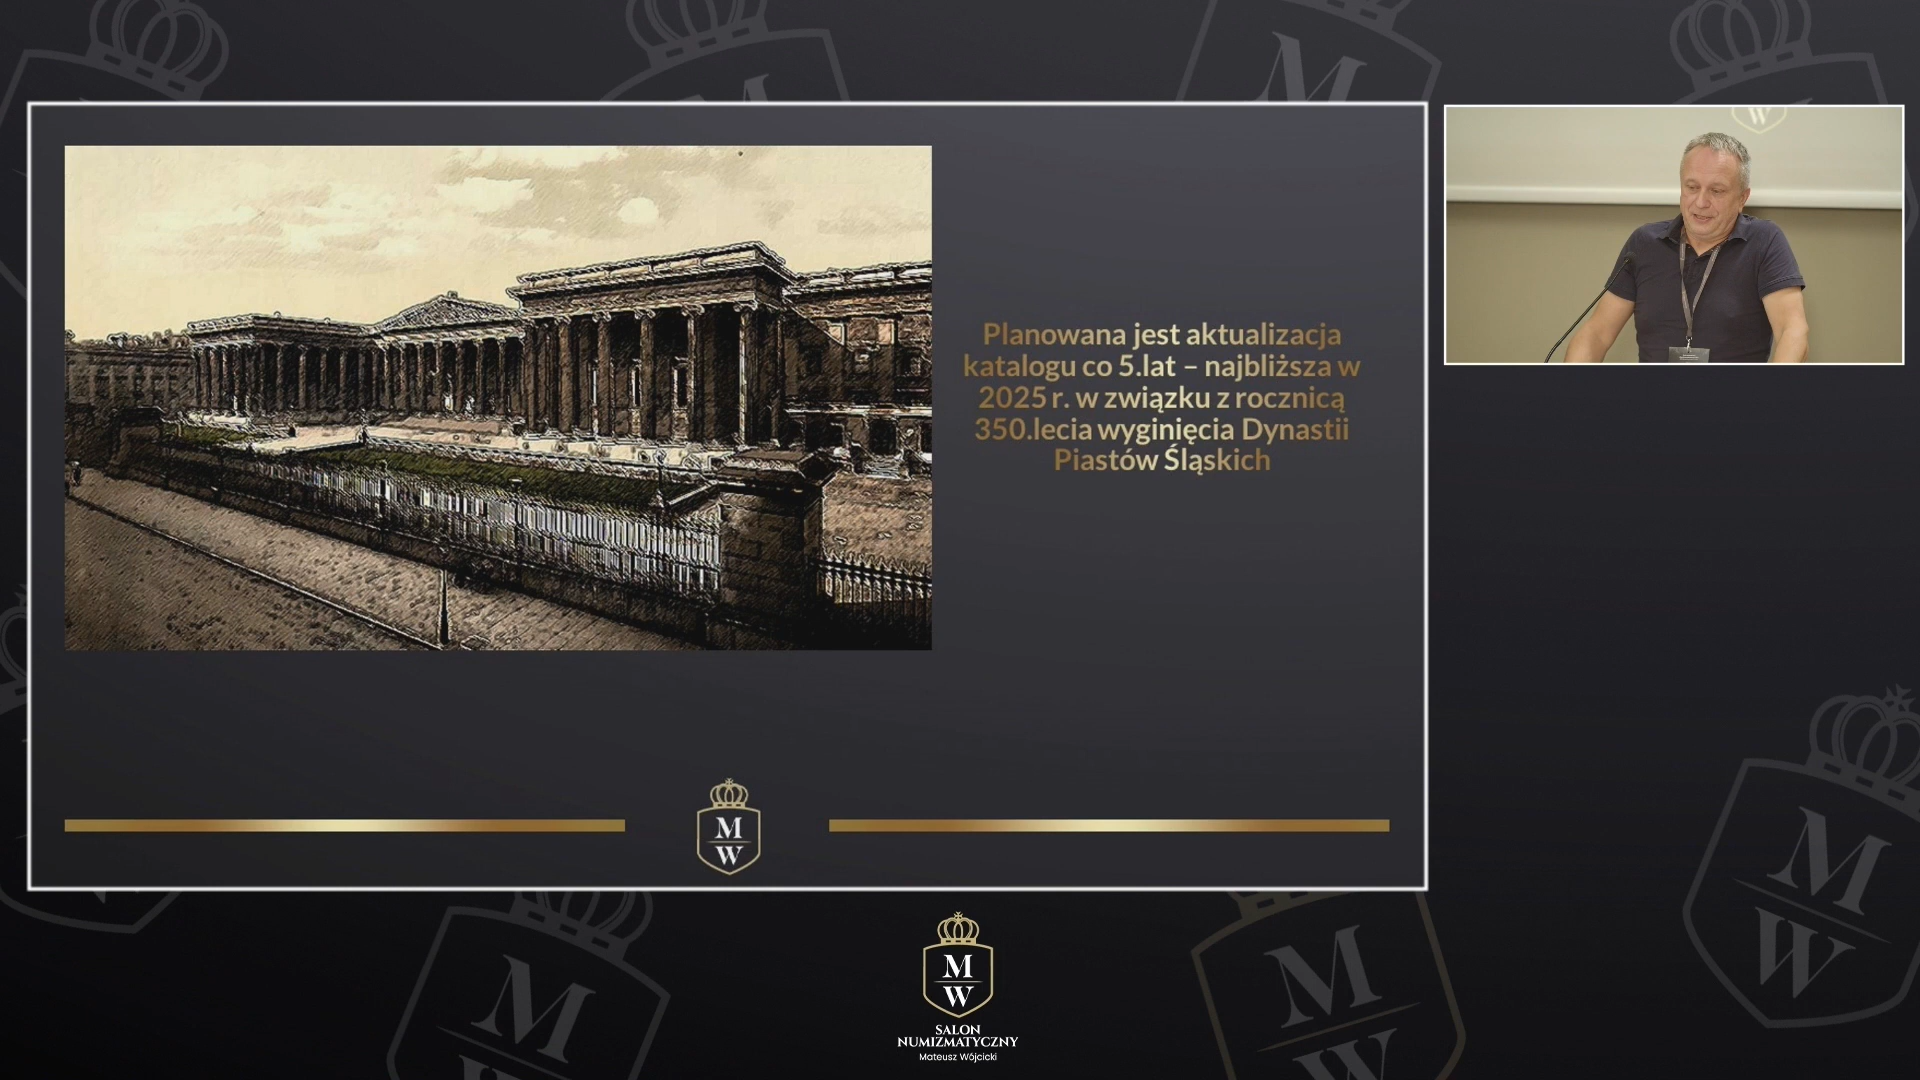 Planowana jest aktualizacja
katalogu co 5.lat – najbliższa w
2025 r. w związku z rocznicą
350.lecia wyginięcia Dynastii
Piastów Śląskich
M
W
M
W
SALON
NUMIZMATYCZNY
Mateusz Wójcicki